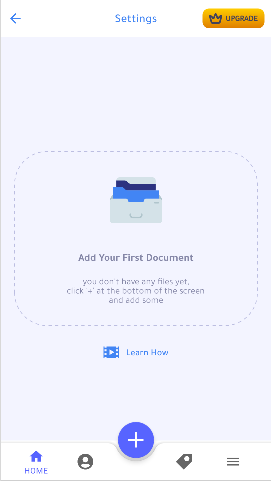 Settings
UPGRADE
Add Your First Document
you don't have any files yet,
click '+' at the bottom of the screen
and add some
Learn How
HOME